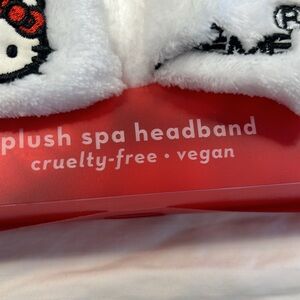 ®
plush spa headband
cruelty-free • vegan